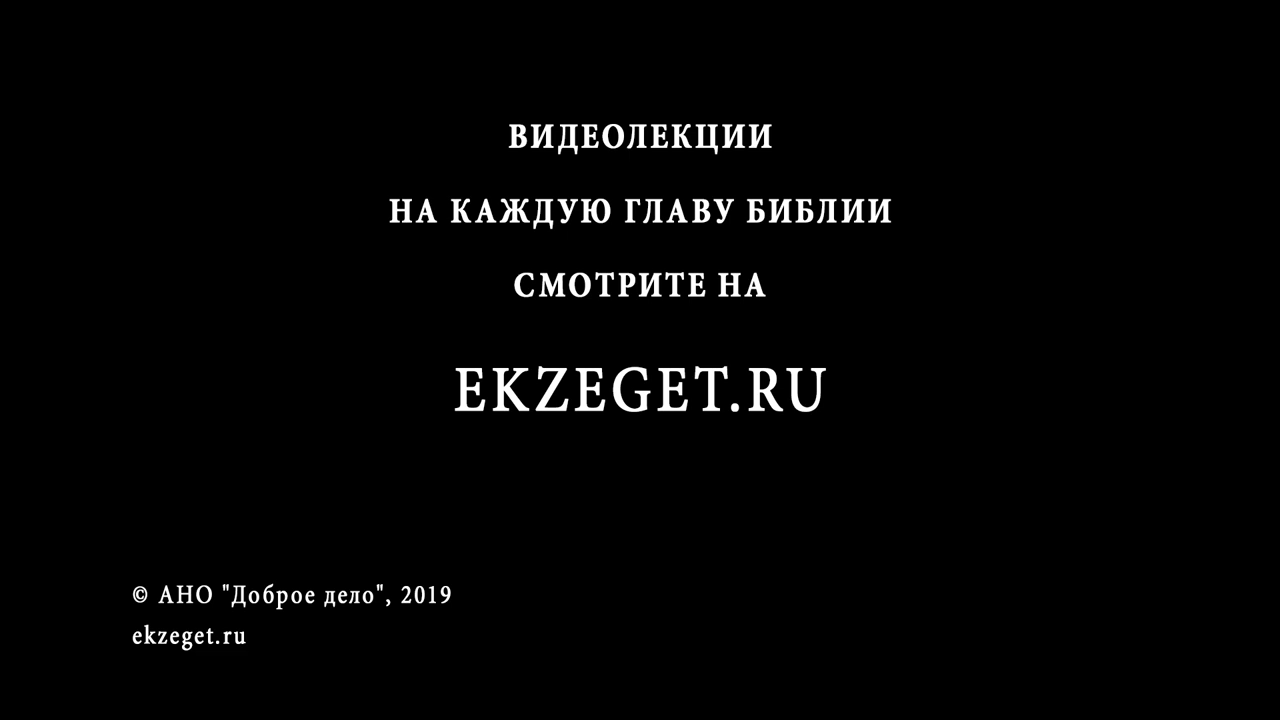 ВИДЕОЛЕКЦИИ
НА КАЖДУЮ ГЛАВУ БИБЛИИ
СМОТРИТЕ НА
EKZEGET.RU
© АНО "Доброе дело", 2019
ekzeget.ru